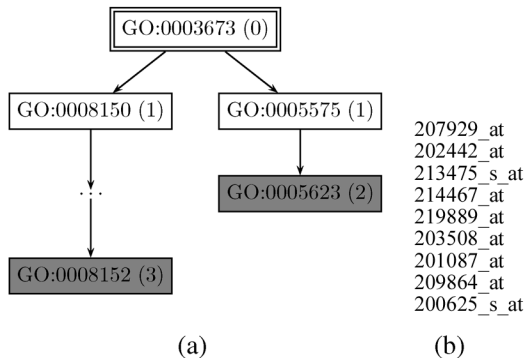 GO:0003673 (0)
GO:0008150 (1)
GO:0005575 (1)
...
GO:0005623 (2)
GO:0008152 (3)
(a)
207929_at
202442_at
213475_s_at
214467_at
219889_at
203508_at
201087_at
209864_at
200625_s_at
(b)